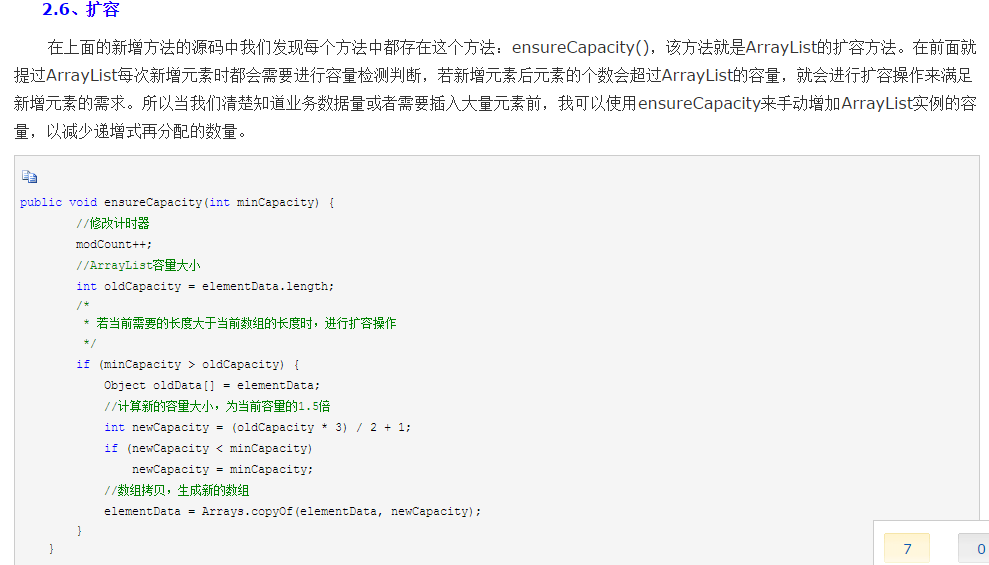 2.6、扩容
在上面的新增方法的源码中我们发现每个方法中都存在这个方法：ensureCapacity()，该方法就是ArrayList的扩容方法。在前面就
提过ArrayList每次新增元素时都会需要进行容量检测判断，若新增元素后元素的个数会超过ArrayList的容量，就会进行扩容操作来满足
新增元素的需求。所以当我们清楚知道业务数据量或者需要插入大量元素前，我可以使用ensureCapacity来手动增加ArrayList实例的容
量，以减少递增式再分配的数量。
public void ensureCapacity(int minCapacity) {
//修改计时器
modCount++;
//ArrayList容量大小
int oldCapacity = elementData.length;
/*
* 若当前需要的长度大于当前数组的长度时，进行扩容操作
*/
if (minCapacity > oldCapacity) {
Object oldData[] = elementData;
//计算新的容量大小，为当前容量的1.5倍
int newCapacity = (oldCapacity * 3) / 2 + 1;
if (newCapacity < minCapacity)
newCapacity = minCapacity;
//数组拷贝，生成新的数组
elementData = Arrays.copyOf(elementData, newCapacity);
}
}
7 0